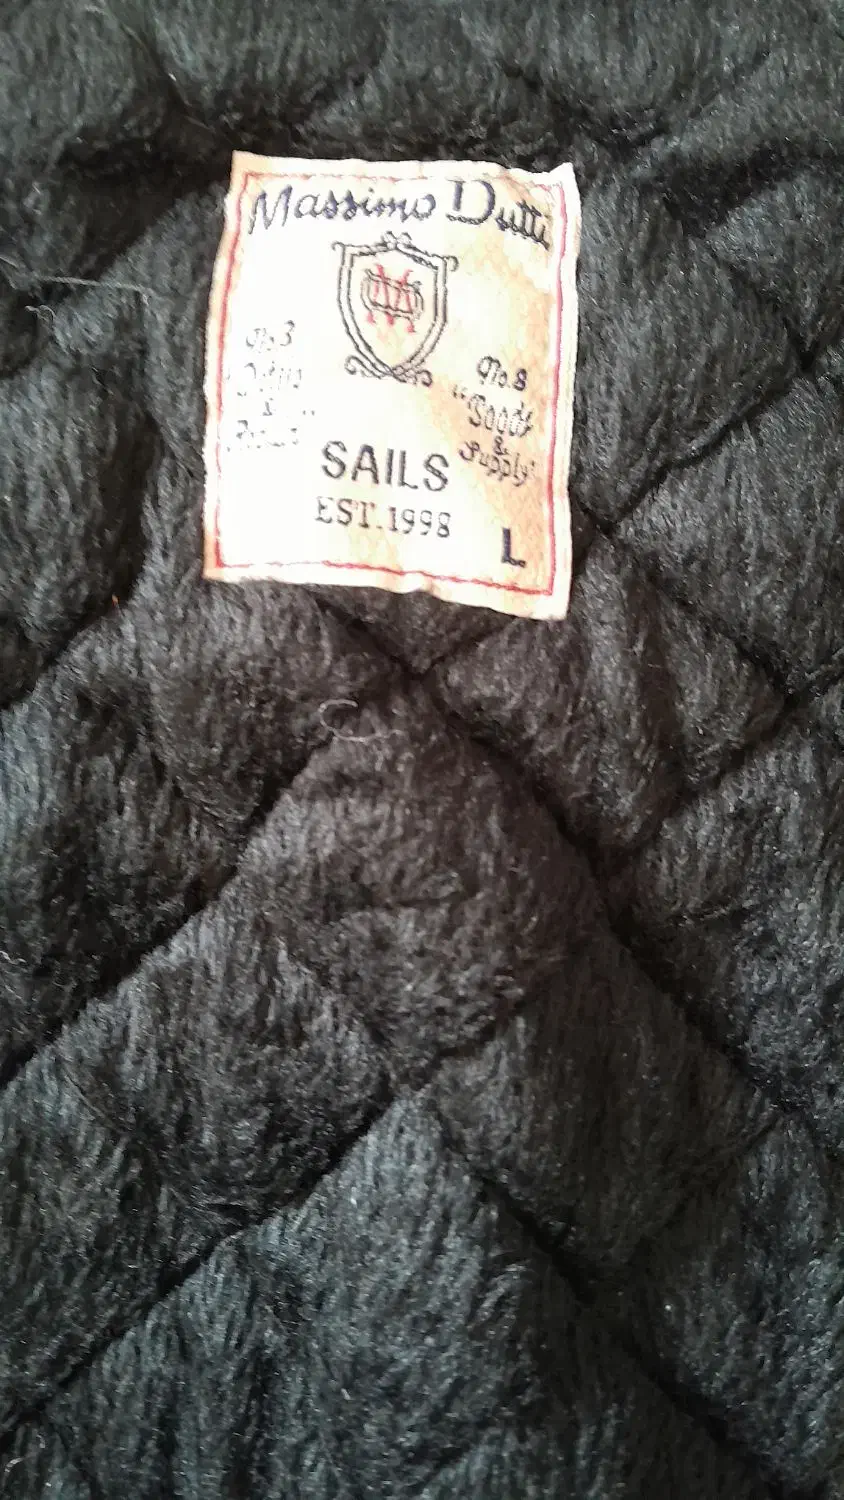 Massimo Dutti
No.3
&
No.8
"Goods
&
Supply"
SAILS
EST.1998
L